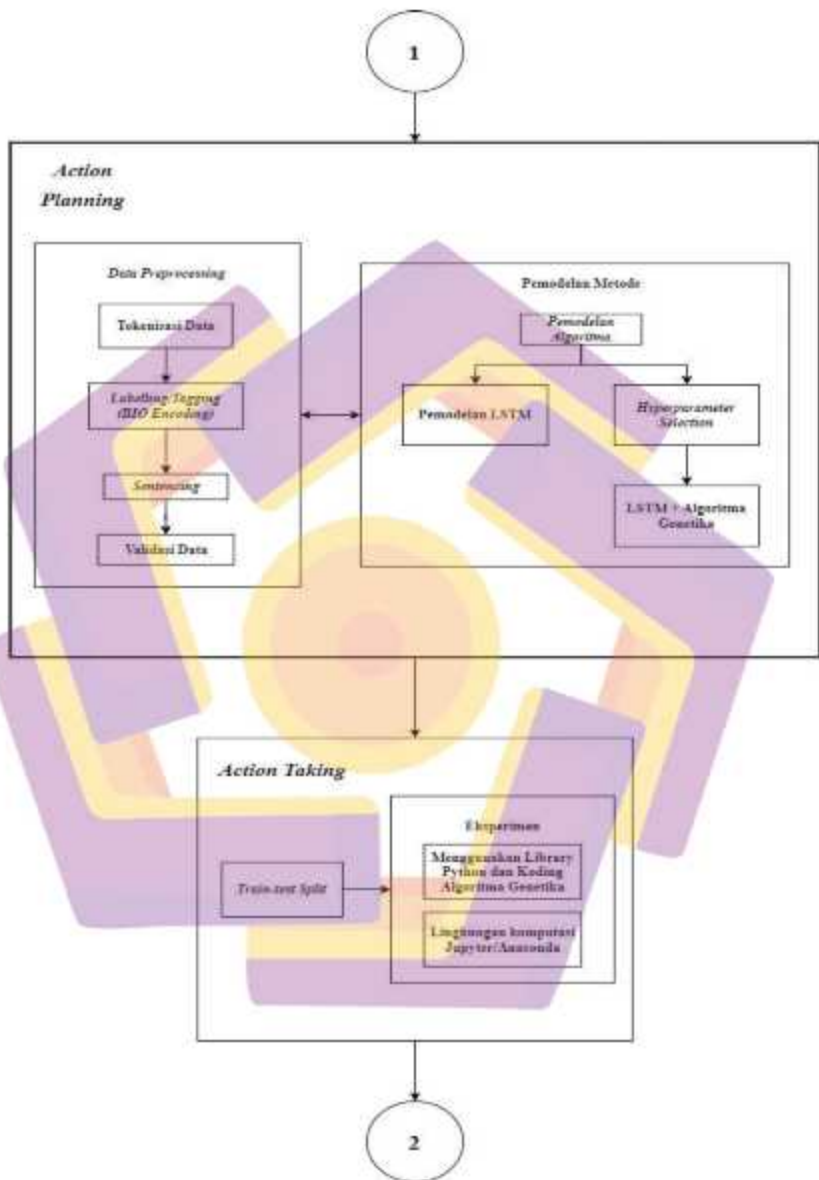 1
Action
Planning
Data Preprocessing
Tokenisasi Data
Labelling/Tagging
(BIO Encoding)
Sentencing
Validasi Data
Pemodelan Metode
Pemodelan
Algoritma
Pemodelan LSTM
Hyperparameter
Selection
LSTM + Algoritma
Genetika
Action Taking
Train-test Split
Eksperimen
Menggunakan Library
Python dan Koding
Algoritma Genetika
Lingkungan komputasi
Jupyter/Anaconda
2